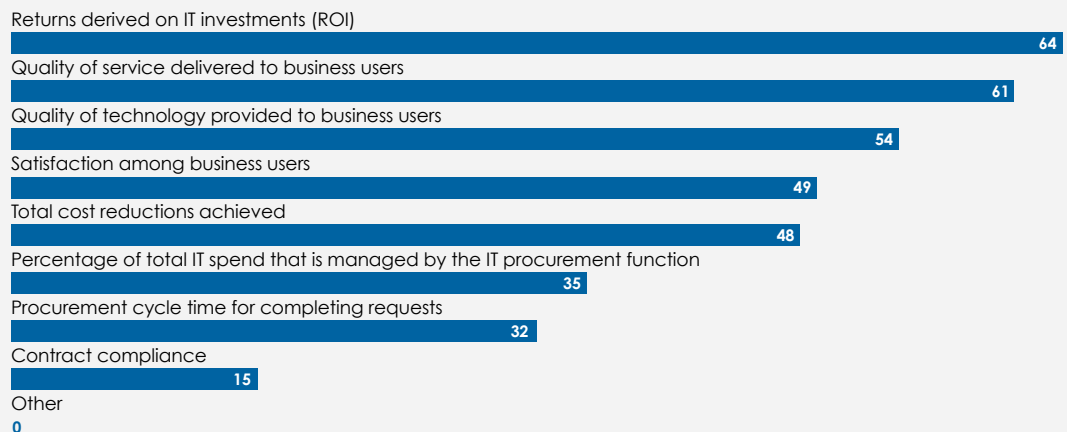 Returns derived on IT investments (ROI)
64
Quality of service delivered to business users
61
Quality of technology provided to business users
54
Satisfaction among business users
49
Total cost reductions achieved
48
Percentage of total IT spend that is managed by the IT procurement function
35
Procurement cycle time for completing requests
32
Contract compliance
15
Other
0